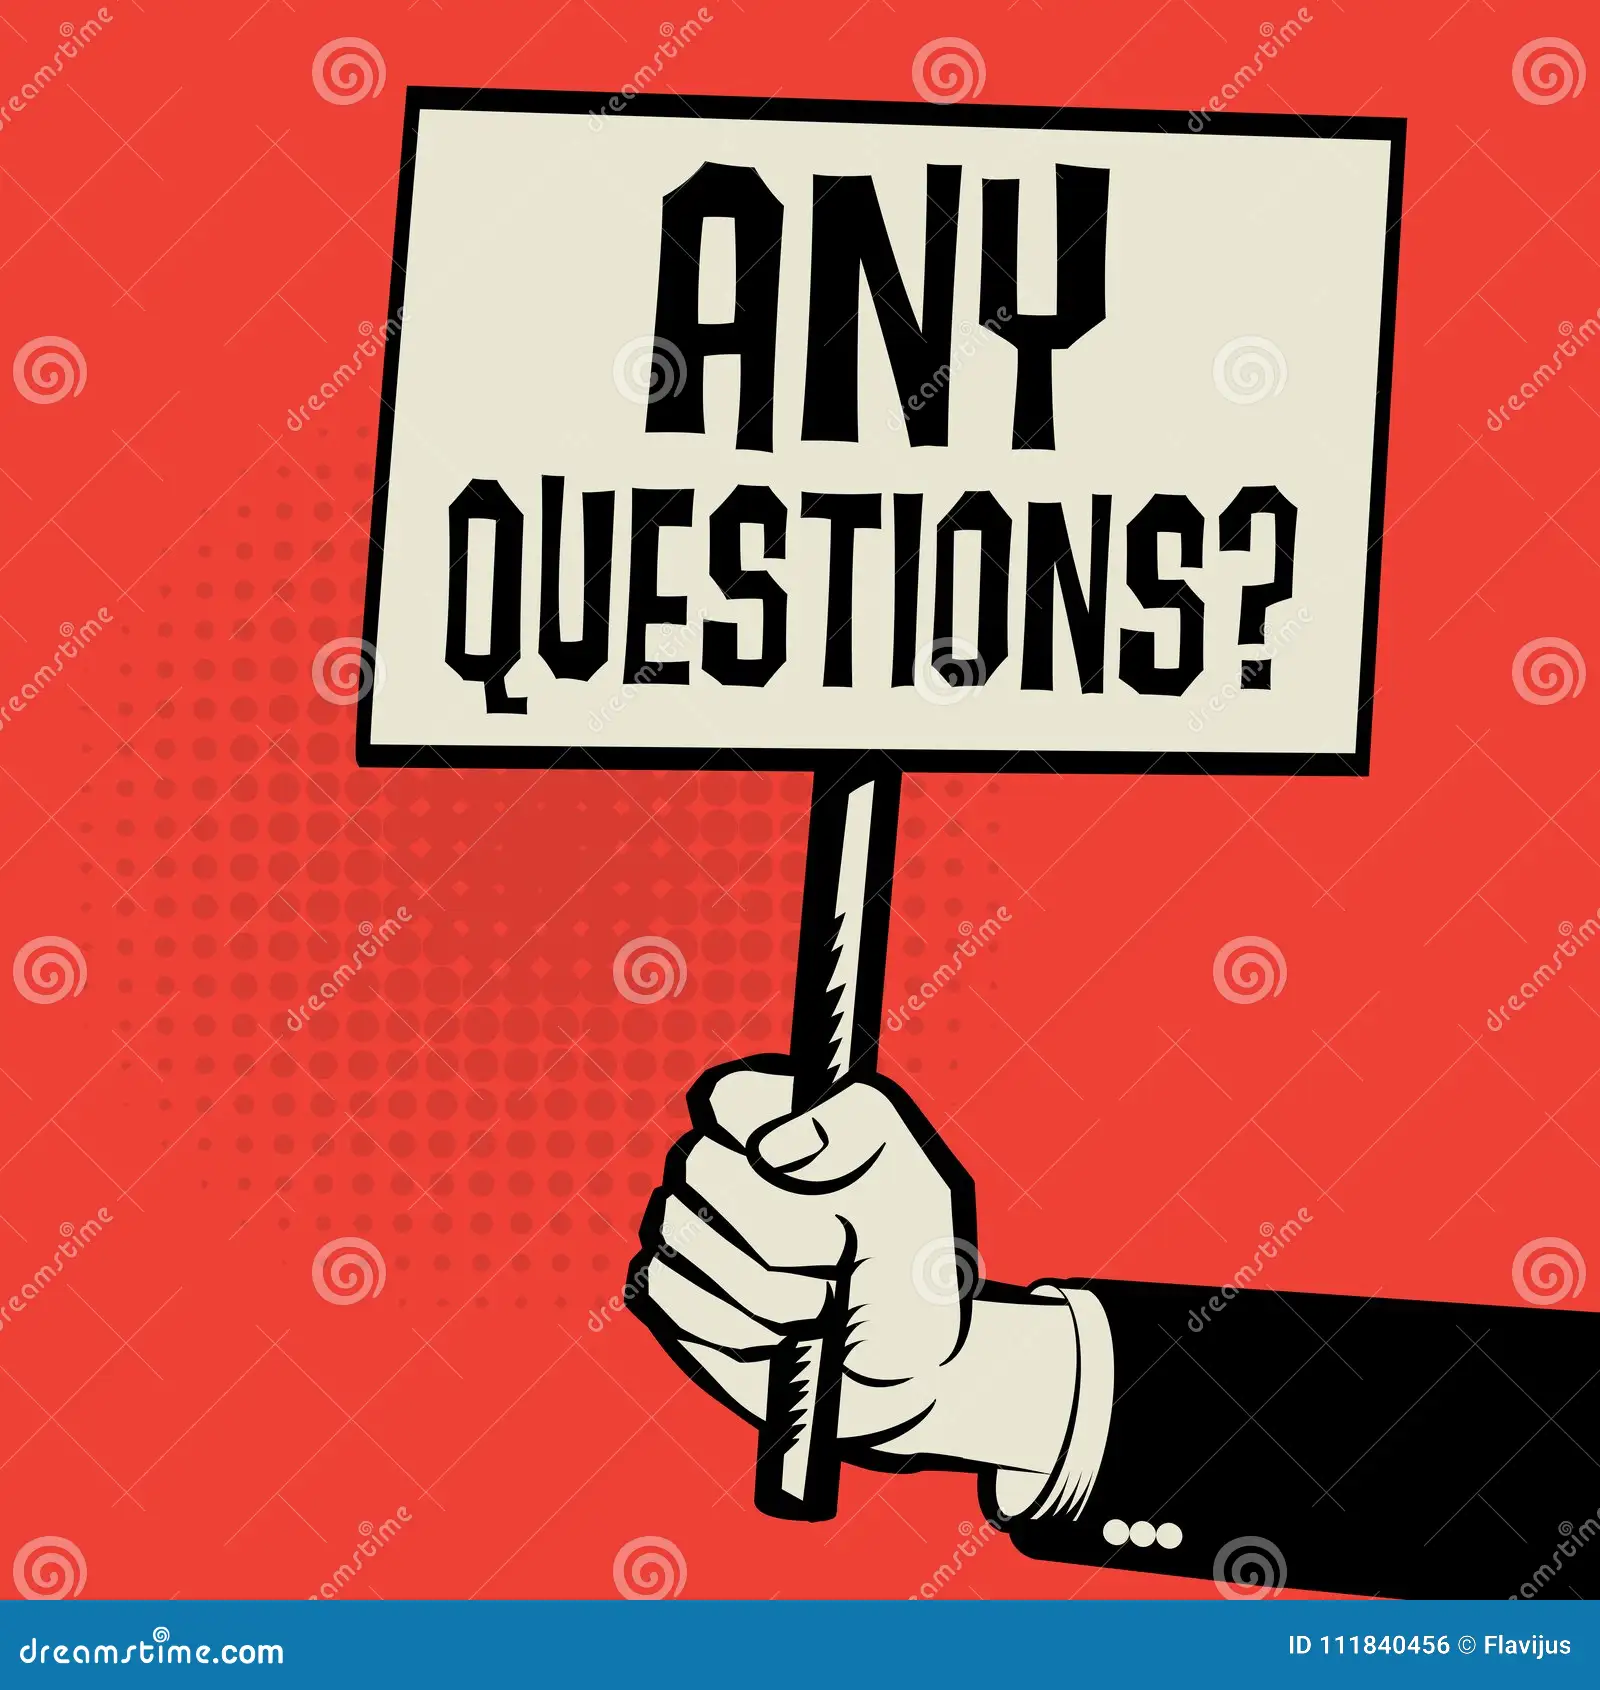 ANY
QUESTIONS?
dreamstime.com
ID 111840456 © Flavijus